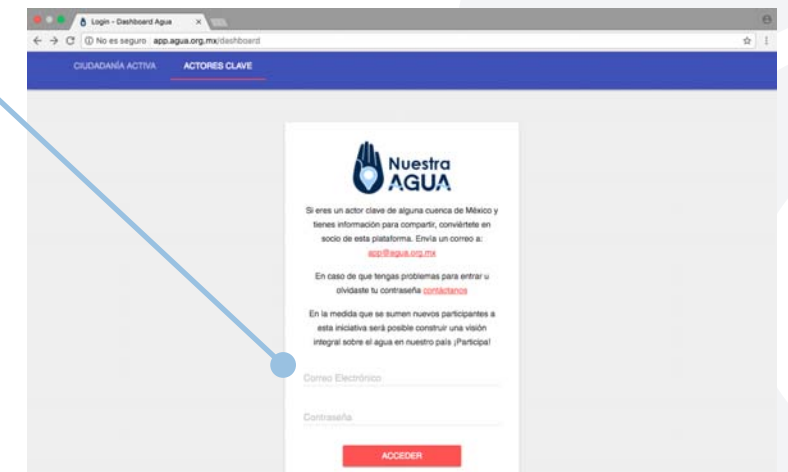 Login - Dashboard Agua
No es seguro app.agua.org.mx/dashboard
CIUDADANÍA ACTIVA ACTORES CLAVE
Nuestra
AGUA
Si eres un actor clave de alguna cuenca de México y
tienes información para compartir, conviértete en
socio de esta plataforma. Envía un correo a:
app@agua.org.mx
En caso de que tengas problemas para entrar u
olvidaste tu contraseña contáctanos
En la medida que se sumen nuevos participantes a
esta iniciativa será posible construir una visión
integral sobre el agua en nuestro país ¡Participa!
Correo Electrónico
Contraseña
ACCEDER